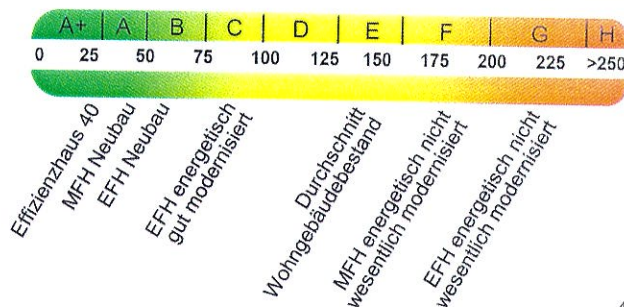 A+ | A | B | C | D | E | F | G | H
0 25 50 75 100 125 150 175 200 225 >250
Effizienzhaus 40
MFH Neubau
EFH Neubau
EFH energetisch
gut modernisiert
Durchschnitt
Wohngebäudebestand
MFH energetisch nicht
wesentlich modernisiert
EFH energetisch nicht
wesentlich modernisiert